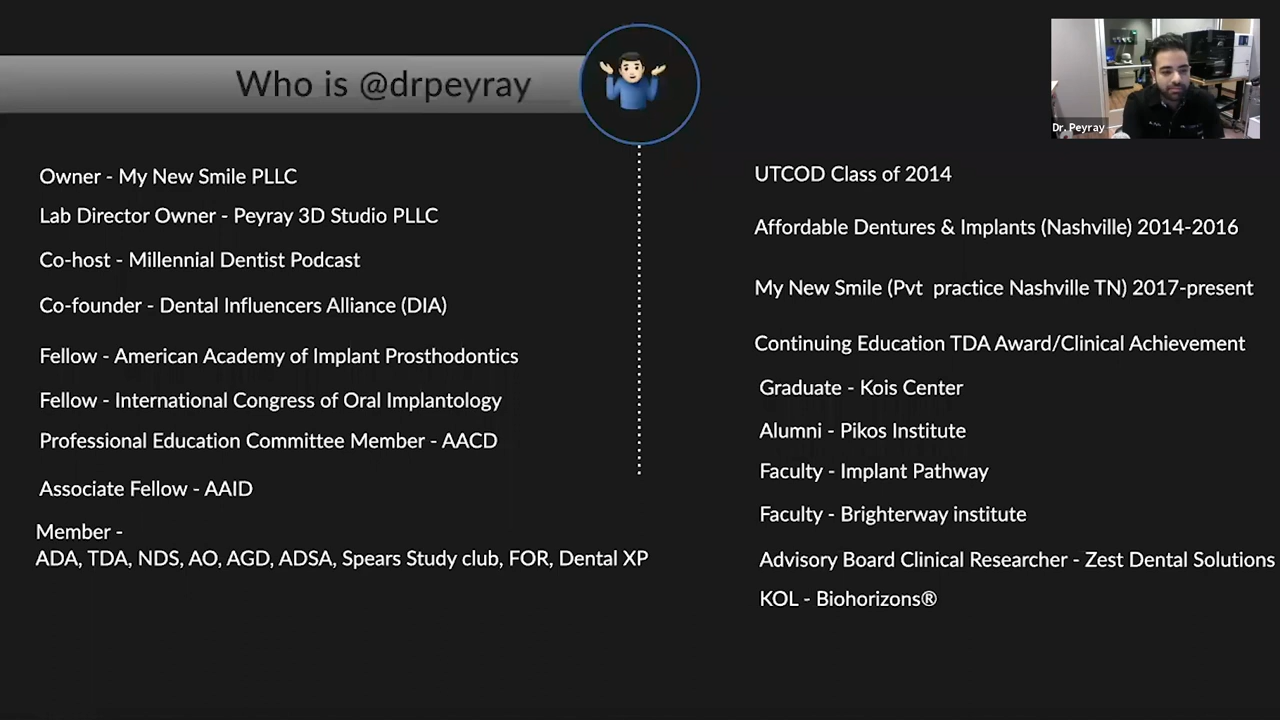 Who is @drpeyray
Dr. Peyray
Owner - My New Smile PLLC
Lab Director Owner - Peyray 3D Studio PLLC
Co-host - Millennial Dentist Podcast
Co-founder - Dental Influencers Alliance (DIA)
Fellow - American Academy of Implant Prosthodontics
Fellow - International Congress of Oral Implantology
Professional Education Committee Member - AACD
Associate Fellow - AAID
Member -
ADA, TDA, NDS, AO, AGD, ADSA, Spears Study club, FOR, Dental XP
UTCOD Class of 2014
Affordable Dentures & Implants (Nashville) 2014-2016
My New Smile (Pvt  practice Nashville TN) 2017-present
Continuing Education TDA Award/Clinical Achievement
Graduate - Kois Center
Alumni - Pikos Institute
Faculty - Implant Pathway
Faculty - Brighterway institute
Advisory Board Clinical Researcher - Zest Dental Solutions
KOL - Biohorizons®